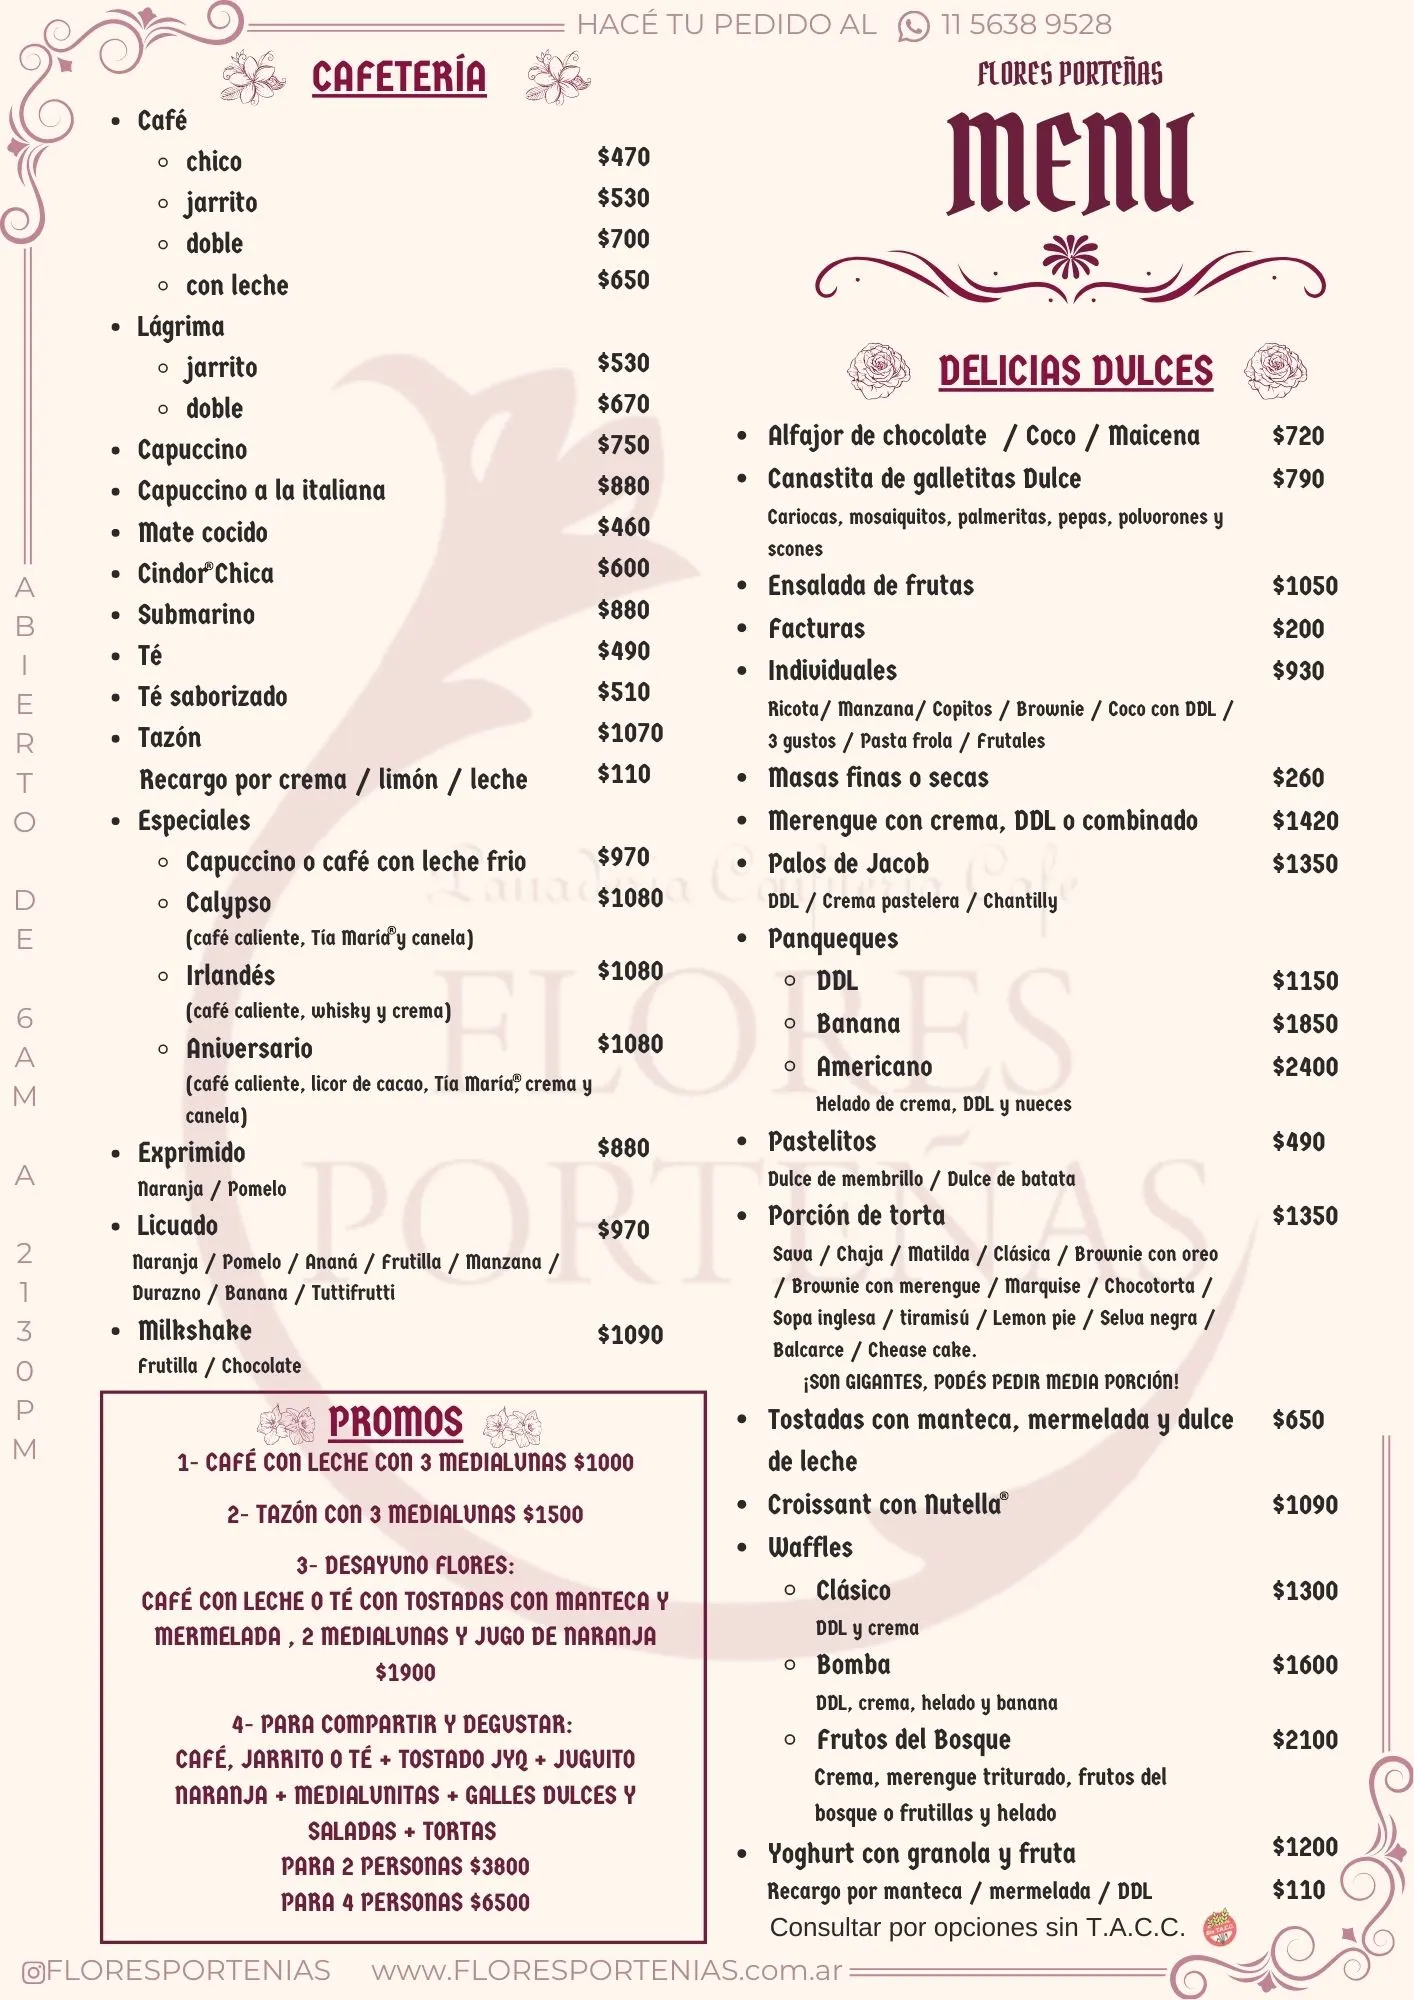 HACÉ TU PEDIDO AL 11 5638 9528
CAFETERÍA
• Café
◦ chico $470
◦ jarrito $530
◦ doble $700
◦ con leche $650
• Lágrima
◦ jarrito $530
◦ doble $670
• Capuccino $750
• Capuccino a la italiana $880
• Mate cocido $460
• Cindor® Chica $600
• Submarino $880
• Té $490
• Té saborizado $510
• Tazón $1070
Recargo por crema / limón / leche $110
• Especiales
◦ Capuccino o café con leche frio $970
◦ Calypso $1080
(café caliente, Tía María® y canela)
◦ Irlandés $1080
(café caliente, whisky y crema)
◦ Aniversario $1080
(café caliente, licor de cacao, Tía María®, crema y
canela)
• Exprimido $880
Naranja / Pomelo
• Licuado $970
Naranja / Pomelo / Ananá / Frutilla / Manzana /
Durazno / Banana / Tuttifrutti
• Milkshake $1090
Frutilla / Chocolate
PROMOS
1- CAFÉ CON LECHE CON 3 MEDIALUNAS $1000
2- TAZÓN CON 3 MEDIALUNAS $1500
3- DESAYUNO FLORES:
CAFÉ CON LECHE O TÉ CON TOSTADAS CON MANTECA Y
MERMELADA , 2 MEDIALUNAS Y JUGO DE NARANJA
$1900
4- PARA COMPARTIR Y DEGUSTAR:
CAFÉ, JARRITO O TÉ + TOSTADO JYQ + JUGUITO
NARANJA + MEDIALUNITAS + GALLES DULCES Y
SALADAS + TORTAS
PARA 2 PERSONAS $3800
PARA 4 PERSONAS $6500
FLORES PORTEÑAS
MENU
DELICIAS DULCES
• Alfajor de chocolate / Coco / Maicena $720
• Canastita de galletitas Dulce $790
Cariocas, mosaiquitos, palmeritas, pepas, polvorones y
scones
• Ensalada de frutas $1050
• Facturas $200
• Individuales $930
Ricota/ Manzana/ Copitos / Brownie / Coco con DDL /
3 gustos / Pasta frola / Frutales
• Masas finas o secas $260
• Merengue con crema, DDL o combinado $1420
• Palos de Jacob $1350
DDL / Crema pastelera / Chantilly
• Panqueques
◦ DDL $1150
◦ Banana $1850
◦ Americano $2400
Helado de crema, DDL y nueces
• Pastelitos $490
Dulce de membrillo / Dulce de batata
• Porción de torta $1350
Sava / Chaja / Matilda / Clásica / Brownie con oreo
/ Brownie con merengue / Marquise / Chocotorta /
Sopa inglesa / tiramisú / Lemon pie / Selva negra /
Balcarce / Chease cake.
¡SON GIGANTES, PODÉS PEDIR MEDIA PORCIÓN!
• Tostadas con manteca, mermelada y dulce $650
de leche
• Croissant con Nutella® $1090
• Waffles
◦ Clásico $1300
DDL y crema
◦ Bomba $1600
DDL, crema, helado y banana
◦ Frutos del Bosque $2100
Crema, merengue triturado, frutos del
bosque o frutillas y helado
• Yoghurt con granola y fruta $1200
Recargo por manteca / mermelada / DDL $110
Consultar por opciones sin T.A.C.C.
ABIERTO DE 6AM A 2130PM
Panaderia Confiteria Cafe
FLORES
PORTEÑAS
FLORESPORTENIAS www.FLORESPORTENIAS.com.ar